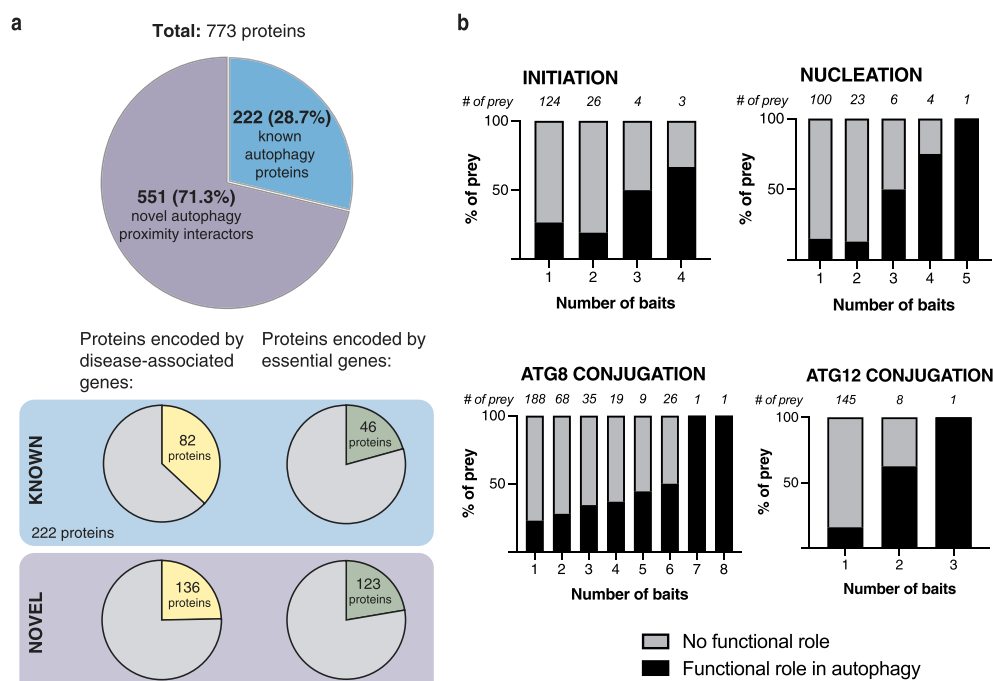 a
Total: 773 proteins
222 (28.7%)
known
autophagy
proteins
551 (71.3%)
novel autophagy
proximity interactors
Proteins encoded by
disease-associated
genes:
Proteins encoded by
essential genes:
KNOWN
82
proteins
46
proteins
222 proteins
NOVEL
136
proteins
123
proteins
b
INITIATION
# of prey 124 26 4 3
% of prey
100
50
1 2 3 4
Number of baits
NUCLEATION
# of prey 100 23 6 4 1
% of prey
100
50
1 2 3 4 5
Number of baits
ATG8 CONJUGATION
# of prey 188 68 35 19 9 26 1 1
% of prey
100
50
1 2 3 4 5 6 7 8
Number of baits
ATG12 CONJUGATION
# of prey 145 8 1
% of prey
100
50
1 2 3
Number of baits
No functional role
Functional role in autophagy